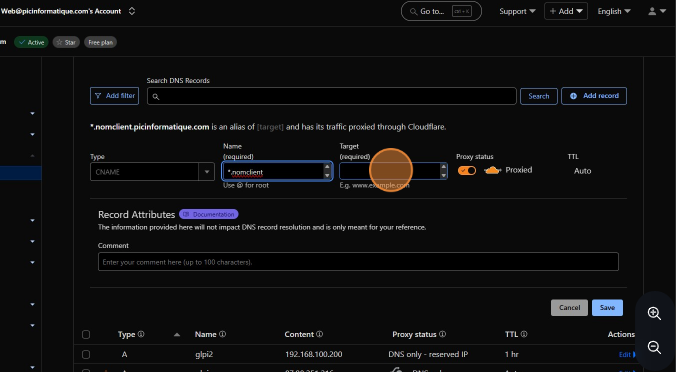 Web@picinformatique.com's Account
Go to... ctrl + K
Support
+ Add
English
m
Active
Star
Free plan
Search DNS Records
Add filter
Search
Add record
*.nomclient.picinformatique.com is an alias of [target] and has its traffic proxied through Cloudflare.
Type
Name
(required)
Target
(required)
Proxy status
TTL
CNAME
*.nomclient
Proxied
Auto
Use @ for root
E.g. www.example.com
Record Attributes
Documentation
The information provided here will not impact DNS record resolution and is only meant for your reference.
Comment
Enter your comment here (up to 100 characters).
Cancel
Save
Type Name Content Proxy status TTL Actions
A glpi2 192.168.100.200 DNS only - reserved IP 1 hr Edit